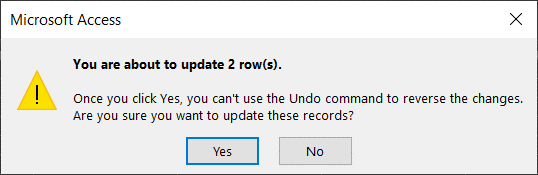 Microsoft Access
You are about to update 2 row(s).
Once you click Yes, you can't use the Undo command to reverse the changes.
Are you sure you want to update these records?
Yes No